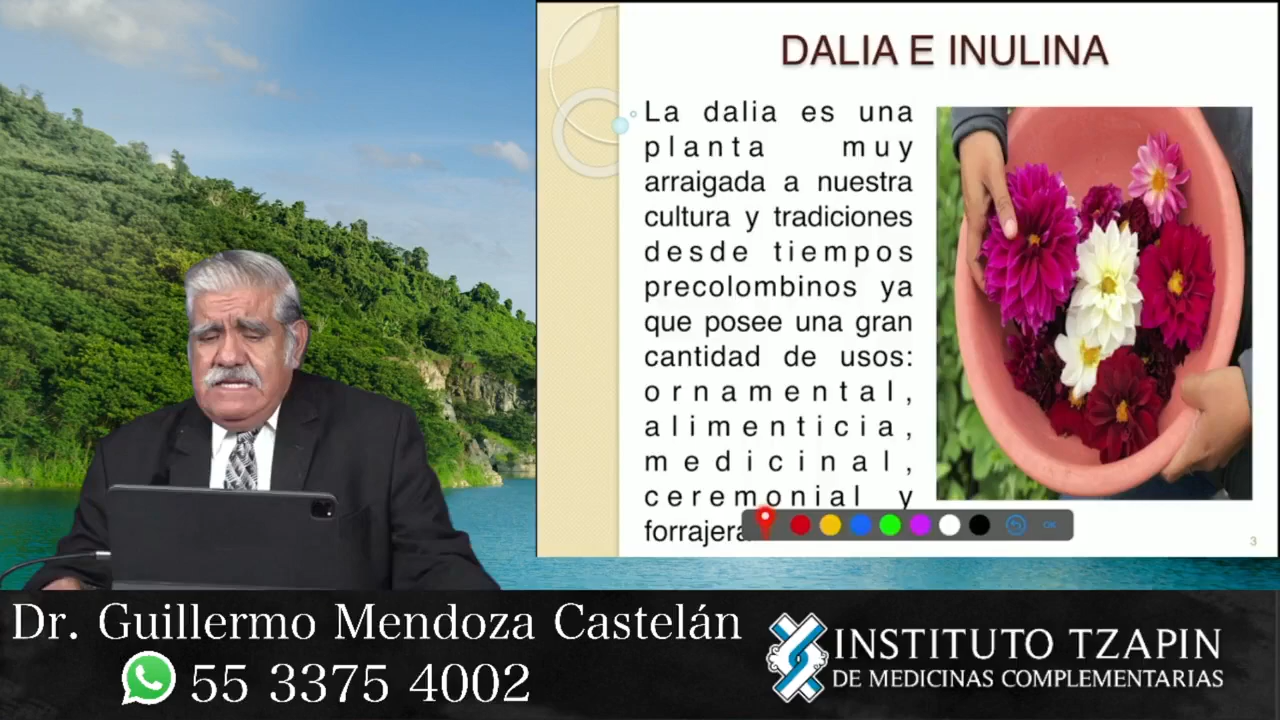 DALIA E INULINA
La dalia es una
planta muy
arraigada a nuestra
cultura y tradiciones
desde tiempos
precolombinos ya
que posee una gran
cantidad de usos:
ornamental,
alimenticia,
medicinal,
ceremonial y
forrajera
OK
3
Dr. Guillermo Mendoza Castelán
55 3375 4002
INSTITUTO TZAPIN
DE MEDICINAS COMPLEMENTARIAS